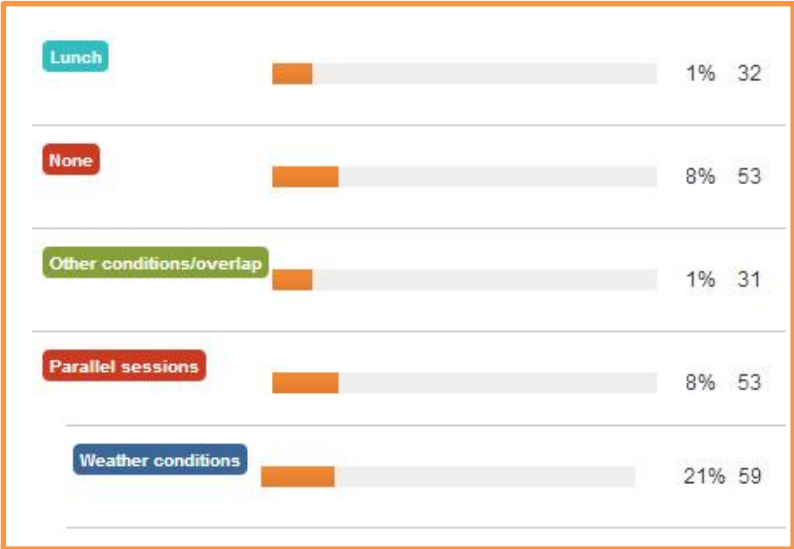 Lunch
1% 32
None
8% 53
Other conditions/overlap
1% 31
Parallel sessions
8% 53
Weather conditions
21% 59